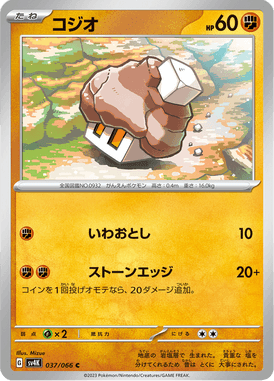 たね
コジオ
HP60
全国図鑑NO.0932 がんえんポケモン 高さ:0.4m 重さ:16.0kg
いわおとし 10
ストーンエッジ 20+
コインを1回投げオモテなら、20ダメージ追加。
弱点 ×2 抵抗力 にげる
Illus. Mizue
G SV4K 037/066 C
©2023 Pokémon/Nintendo/Creatures/GAME FREAK.